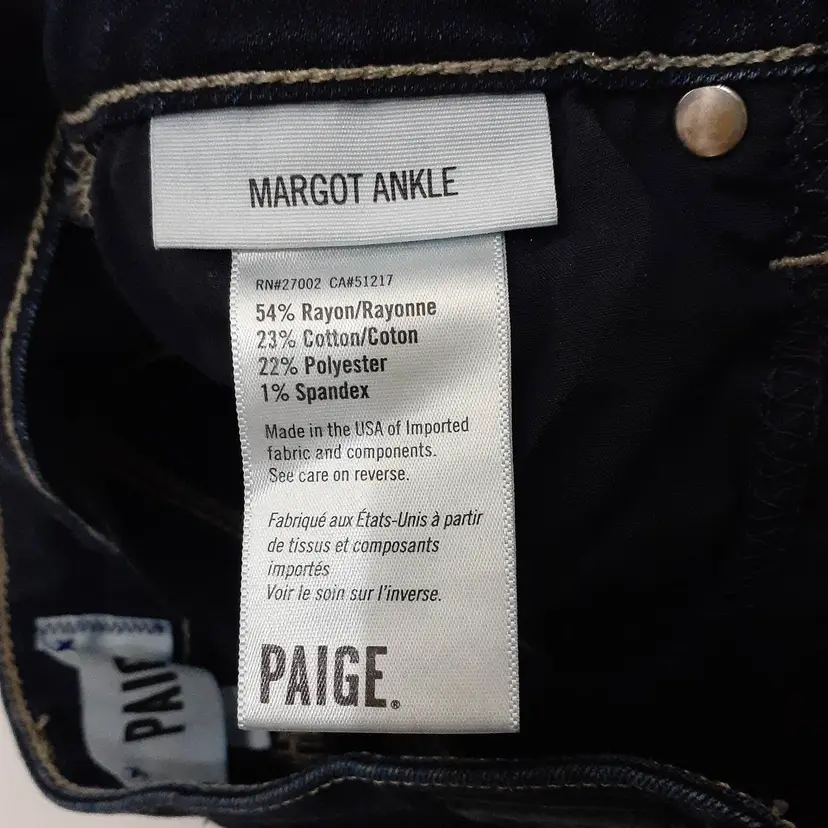 MARGOT ANKLE
RN#27002 CA#51217
54% Rayon/Rayonne
23% Cotton/Coton
22% Polyester
1% Spandex
Made in the USA of Imported
fabric and components.
See care on reverse.
Fabriqué aux États-Unis à partir
de tissus et composants
importés
Voir le soin sur l'inverse.
PAIGE®
PAIG